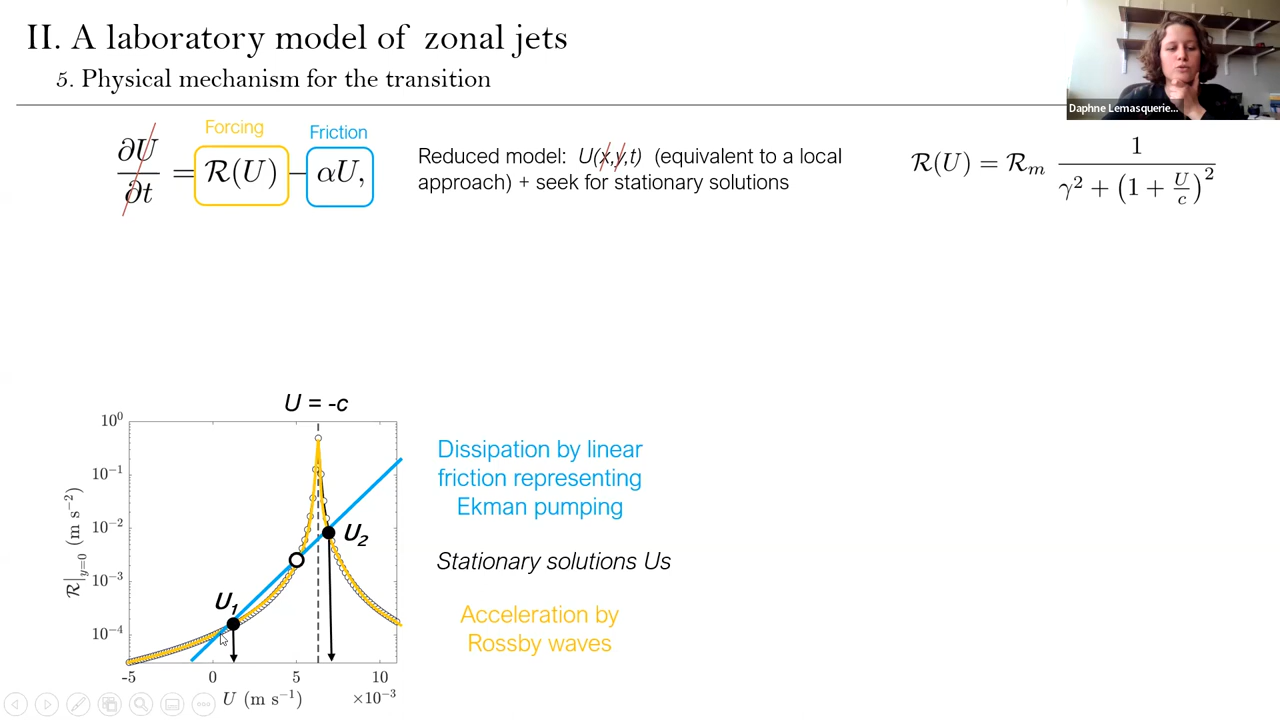 II. A laboratory model of zonal jets
5. Physical mechanism for the transition
Daphne Lemasquerie...
Forcing
Friction
∂U/∂t = R(U) − αU,
Reduced model: U(x,y,t) (equivalent to a local
approach) + seek for stationary solutions
R(U) = R_m 1/(γ² + (1 + U/c)²)
U = -c
10⁰
10⁻¹
10⁻²
10⁻³
10⁻⁴
R|y=0 (m s⁻²)
U₂
U₁
-5 0 5 10
U (m s⁻¹) ×10⁻³
Dissipation by linear
friction representing
Ekman pumping
Stationary solutions Us
Acceleration by
Rossby waves